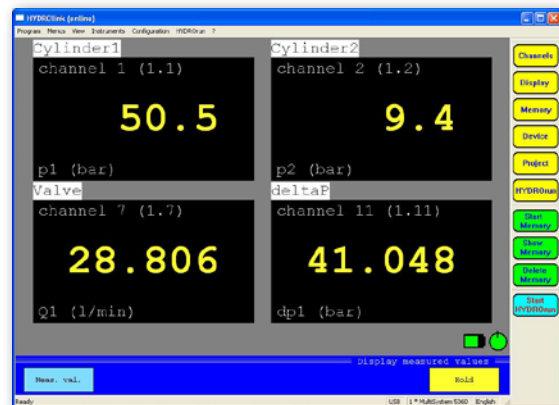 HYDROlink (online)
Program Menus View Instruments Configuration HYDROrun ?
Cylinder1
channel 1 (1.1)
50.5
p1 (bar)
Cylinder2
channel 2 (1.2)
9.4
p2 (bar)
Valve
channel 7 (1.7)
28.806
Q1 (l/min)
deltaP
channel 11 (1.11)
41.048
dp1 (bar)
Channels
Display
Memory
Device
Project
HYDROrun
Start
Memory
Show
Memory
Delete
Memory
Start
HYDROrun
Display measured values
Meas. val.
Hold
Ready
USB 1 * MultiSystem 5060 English